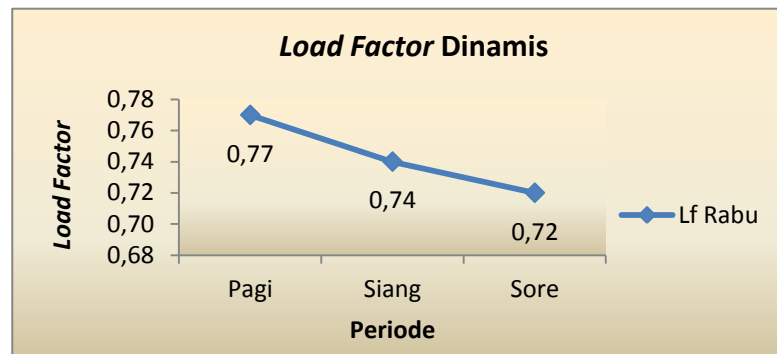 Load Factor Dinamis
Load Factor
0,78
0,76
0,74
0,72
0,70
0,68
0,77
0,74
0,72
Pagi
Siang
Sore
Periode
Lf Rabu